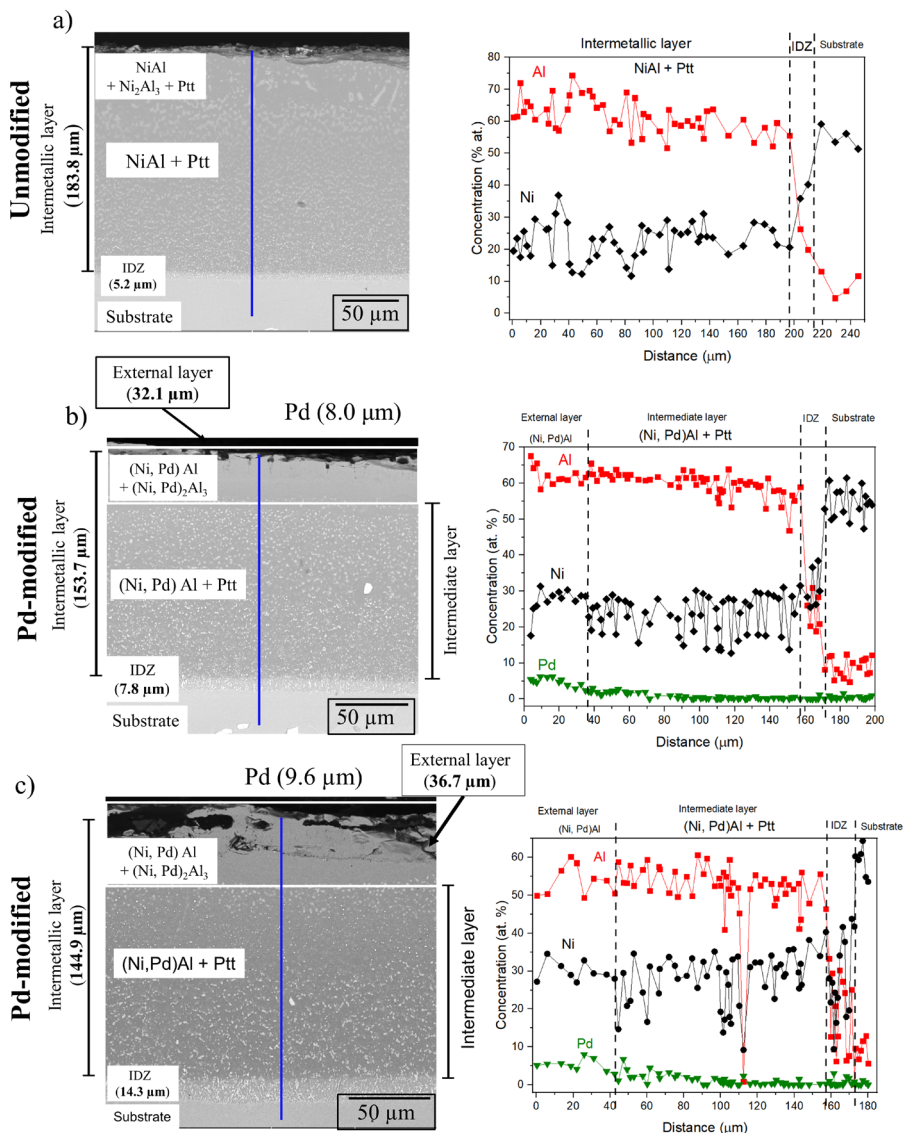 a)
Unmodified
Intermetallic layer
(183.8 µm)
NiAl
+ Ni₂Al₃ + Ptt
NiAl + Ptt
IDZ
(5.2 µm)
Substrate
50 µm
Intermetallic layer
IDZ
Substrate
NiAl + Ptt
Al
Ni
Concentration (% at.)
80
70
60
50
40
30
20
10
0
0 20 40 60 80 100 120 140 160 180 200 220 240
Distance (µm)
External layer
(32.1 µm)
b)
Pd (8.0 µm)
Pd-modified
Intermetallic layer
(153.7 µm)
(Ni, Pd) Al
+ (Ni, Pd)₂Al₃
(Ni, Pd) Al + Ptt
IDZ
(7.8 µm)
Substrate
50 µm
Intermediate layer
External layer
Intermediate layer
IDZ
Substrate
(Ni, Pd)Al
(Ni, Pd)Al + Ptt
Al
Ni
Pd
Concentration (at. %)
70
60
50
40
30
20
10
0
0 20 40 60 80 100 120 140 160 180 200
Distance (µm)
c)
Pd (9.6 µm)
External layer
(36.7 µm)
Pd-modified
Intermetallic layer
(144.9 µm)
(Ni, Pd) Al
+ (Ni, Pd)₂Al₃
(Ni,Pd)Al + Ptt
IDZ
(14.3 µm)
Substrate
50 µm
Intermediate layer
External layer
Intermediate layer
IDZ
Substrate
(Ni, Pd)Al
(Ni, Pd)Al + Ptt
Al
Ni
Pd
Concentration (at. %)
60
50
40
30
20
10
0
0 20 40 60 80 100 120 140 160 180
Distance (µm)